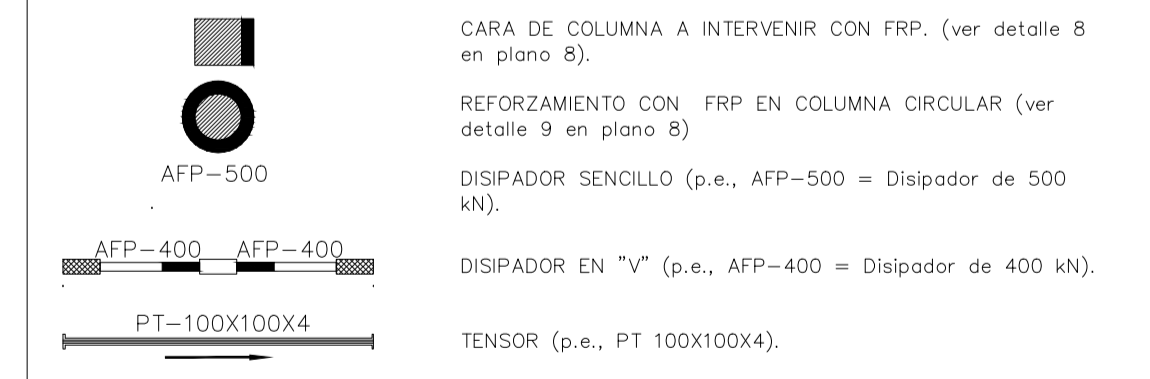 CARA DE COLUMNA A INTERVENIR CON FRP. (ver detalle 8
en plano 8).
REFORZAMIENTO CON FRP EN COLUMNA CIRCULAR (ver
detalle 9 en plano 8)
AFP-500
DISIPADOR SENCILLO (p.e., AFP-500 = Disipador de 500
kN).
AFP-400 AFP-400
DISIPADOR EN "V" (p.e., AFP-400 = Disipador de 400 kN).
PT-100X100X4
TENSOR (p.e., PT 100X100X4).